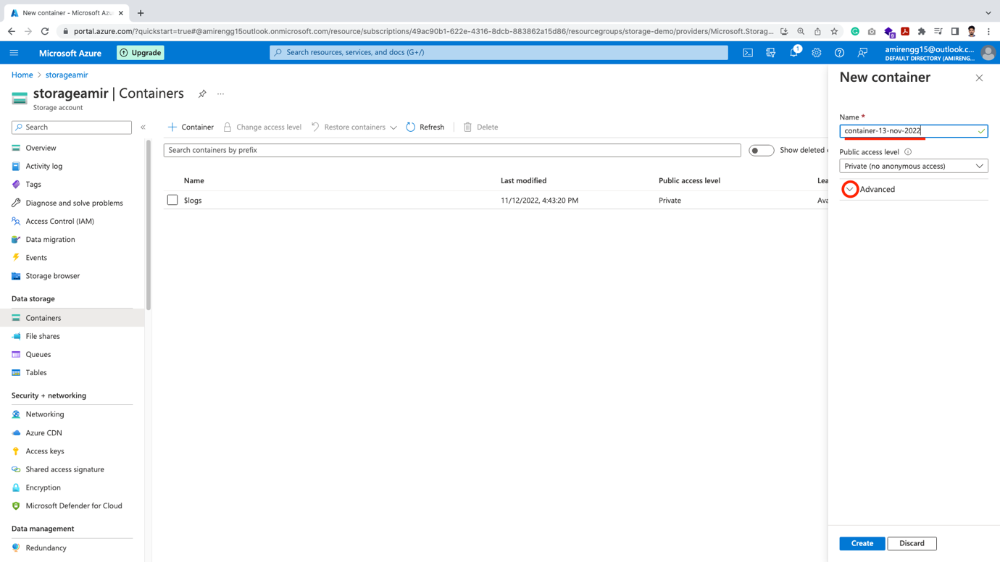 New container - Microsoft Azu
portal.azure.com/?quickstart=true#@amirengg15outlook.onmicrosoft.com/resource/subscriptions/49ac90b1-622e-4316-8dcb-883862a15d86/resourcegroups/storage-demo/providers/Microsoft.Storag...
9
Microsoft Azure
Upgrade
Search resources, services, and docs (G+/)
1
amirengg15@outlook.c...
DEFAULT DIRECTORY (AMIRENG...
Home > storageamir
storageamir | Containers
...
Storage account
Search
«
Overview
Activity log
Tags
Diagnose and solve problems
Access Control (IAM)
Data migration
Events
Storage browser
Data storage
Containers
File shares
Queues
Tables
Security + networking
Networking
Azure CDN
Access keys
Shared access signature
Encryption
Microsoft Defender for Cloud
Data management
Redundancy
Container Change access level Restore containers Refresh Delete
Search containers by prefix
Show deleted c
Name Last modified Public access level Lea
$logs 11/12/2022, 4:43:20 PM Private Ava
New container
Name *
container-13-nov-2022
Public access level
Private (no anonymous access)
Advanced
Create Discard